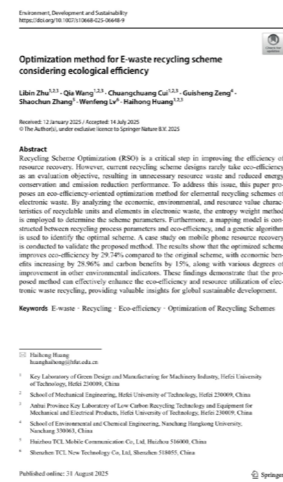 Environment, Development and Sustainability
https://doi.org/10.1007/s10668-025-06648-9
Optimization method for E-waste recycling scheme
considering ecological efficiency
Libin Zhu · Qia Wang · Chuangchuang Cui · Guisheng Zeng ·
Shaochun Zhang · Wenfeng Lv · Haihong Huang
Received: 12 January 2025 / Accepted: 14 July 2025
© The Author(s), under exclusive licence to Springer Nature B.V. 2025
Abstract
Recycling Scheme Optimization (RSO) is a critical step in improving the efficiency of
resource recovery. However, current recycling scheme designs rarely take eco-efficiency
as an evaluation objective, resulting in unnecessary resource waste and reduced energy
conservation and emission reduction performance. To address this issue, this paper pro-
poses an eco-efficiency-oriented optimization method for elemental recycling schemes of
electronic waste. By analyzing the economic, environmental, and resource value charac-
teristics of recyclable units and elements in electronic waste, the entropy weight method
is employed to determine the scheme parameters. Furthermore, a mapping model is con-
structed between recycling process parameters and eco-efficiency, and a genetic algorithm
is used to identify the optimal scheme. A case study on mobile phone resource recovery
is conducted to validate the proposed method. The results show that the optimized scheme
improves eco-efficiency by 29.74% compared to the original scheme, with economic ben-
efits increasing by 28.96% and carbon benefits by 15%, along with various degrees of
improvement in other environmental indicators. These findings demonstrate that the pro-
posed method can effectively enhance the eco-efficiency and resource utilization of elec-
tronic waste recycling, providing valuable insights for global sustainable development.
Keywords E-waste · Recycling · Eco-efficiency · Optimization of Recycling Schemes
Haihong Huang
huanghaihong@hfut.edu.cn
1 Key Laboratory of Green Design and Manufacturing for Machinery Industry, Hefei University
of Technology, Hefei 230009, China
2 School of Mechanical Engineering, Hefei University of Technology, Hefei 230009, China
3 Anhui Province Key Laboratory of Low Carbon Recycling Technology and Equipment for
Mechanical and Electrical Products, Hefei University of Technology, Hefei 230009, China
4 School of Environmental and Chemical Engineering, Nanchang Hangkong University,
Nanchang 330063, China
5 Huizhou TCL Mobile Communication Co, Ltd, Huizhou 516000, China
6 Shenzhen TCL New Technology Co, Ltd, Shenzhen 518055, China
Published online: 31 August 2025
Springer